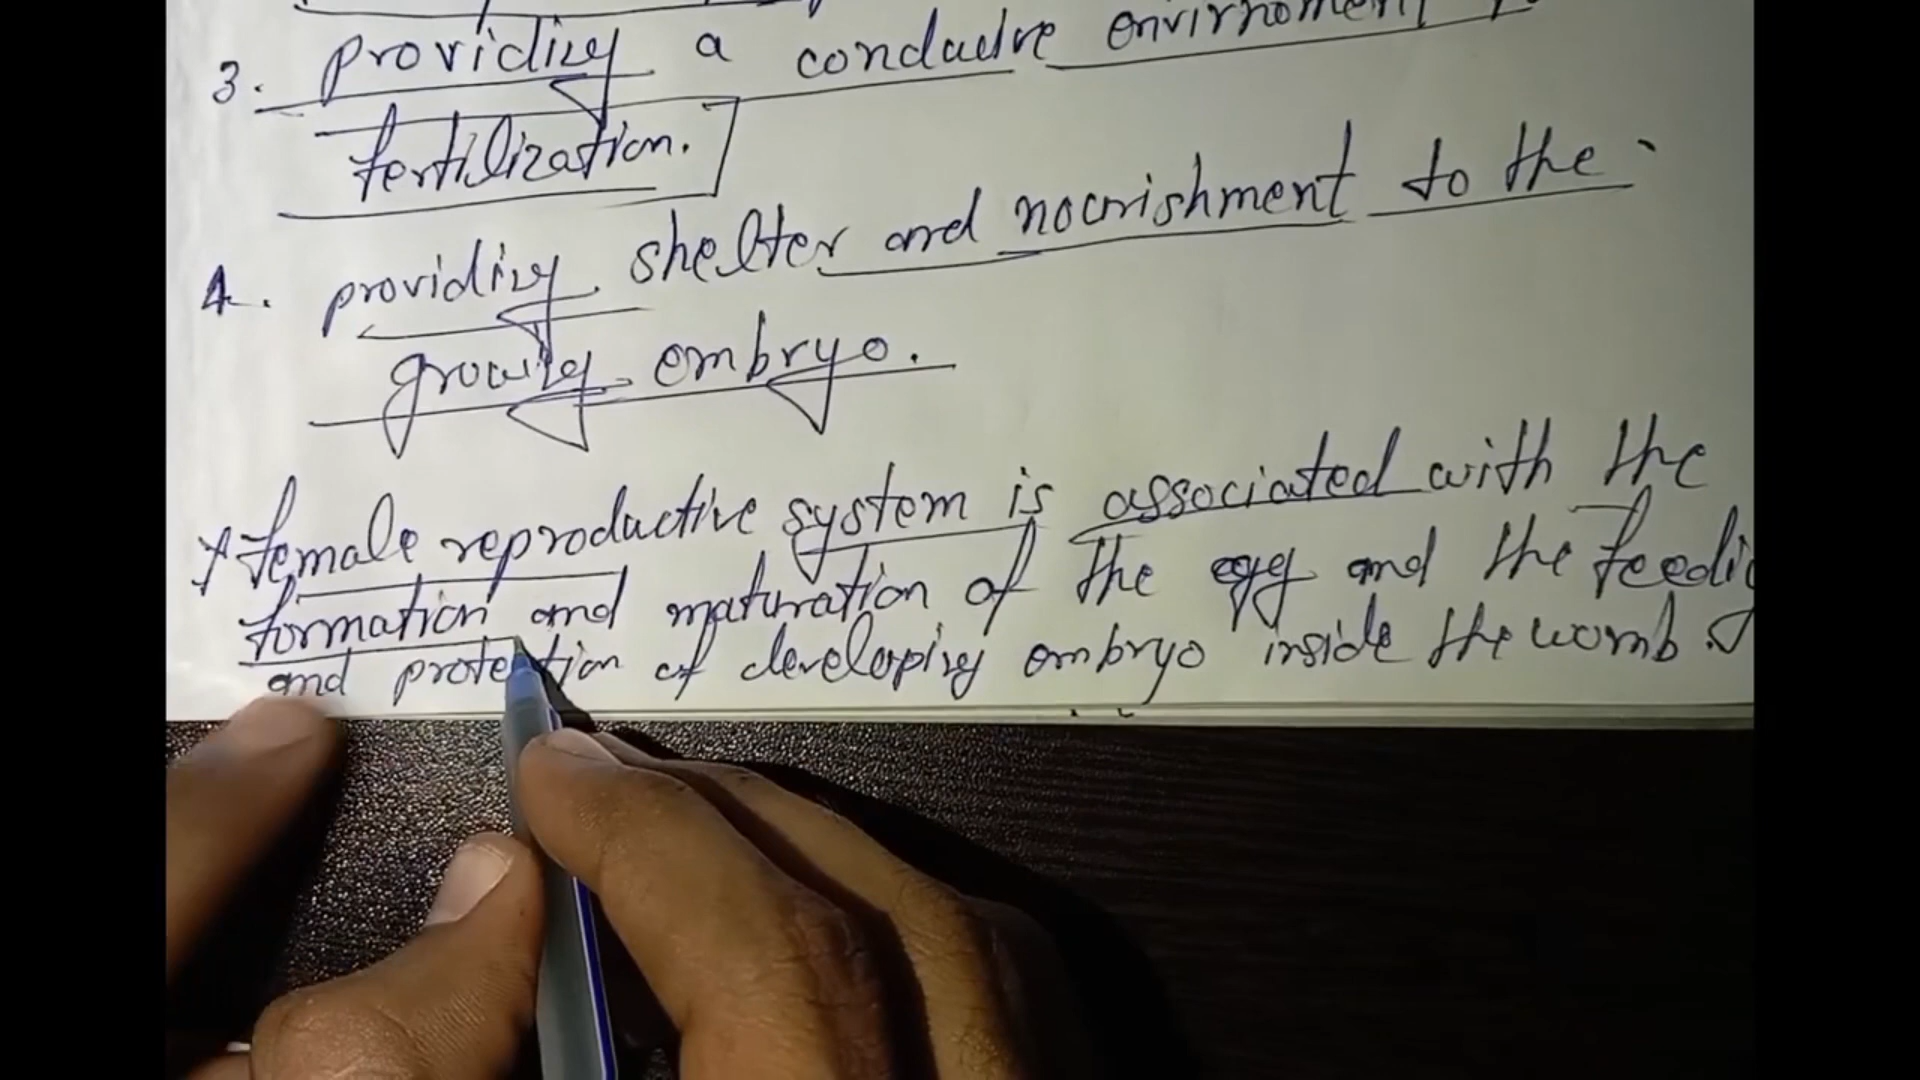 3. providing a conducive envirnoment
fertilization.
4. providing shelter and nourishment to the
growing embryo.
Female reproductive system is associated with the
formation and maturation of the egg and the feedi
and protection of developing embryo inside the womb.